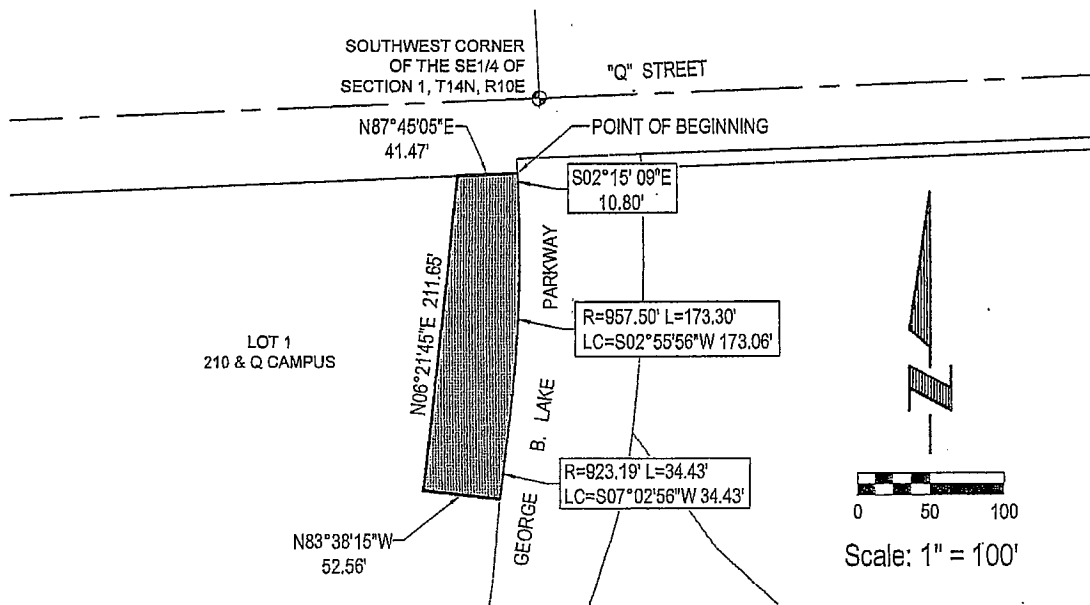 SOUTHWEST CORNER
OF THE SE1/4 OF
SECTION 1, T14N, R10E
"Q" STREET
N87°45'05"E
41.47'
POINT OF BEGINNING
S02°15' 09"E
10.80'
PARKWAY
N06°21'45"E 211.65'
R=957.50' L=173.30'
LC=S02°55'56"W 173.06'
LOT 1
210 & Q CAMPUS
B. LAKE
R=923.19' L=34.43'
LC=S07°02'56"W 34.43'
GEORGE
N83°38'15"W
52.56'
0 50 100
Scale: 1" = 100'